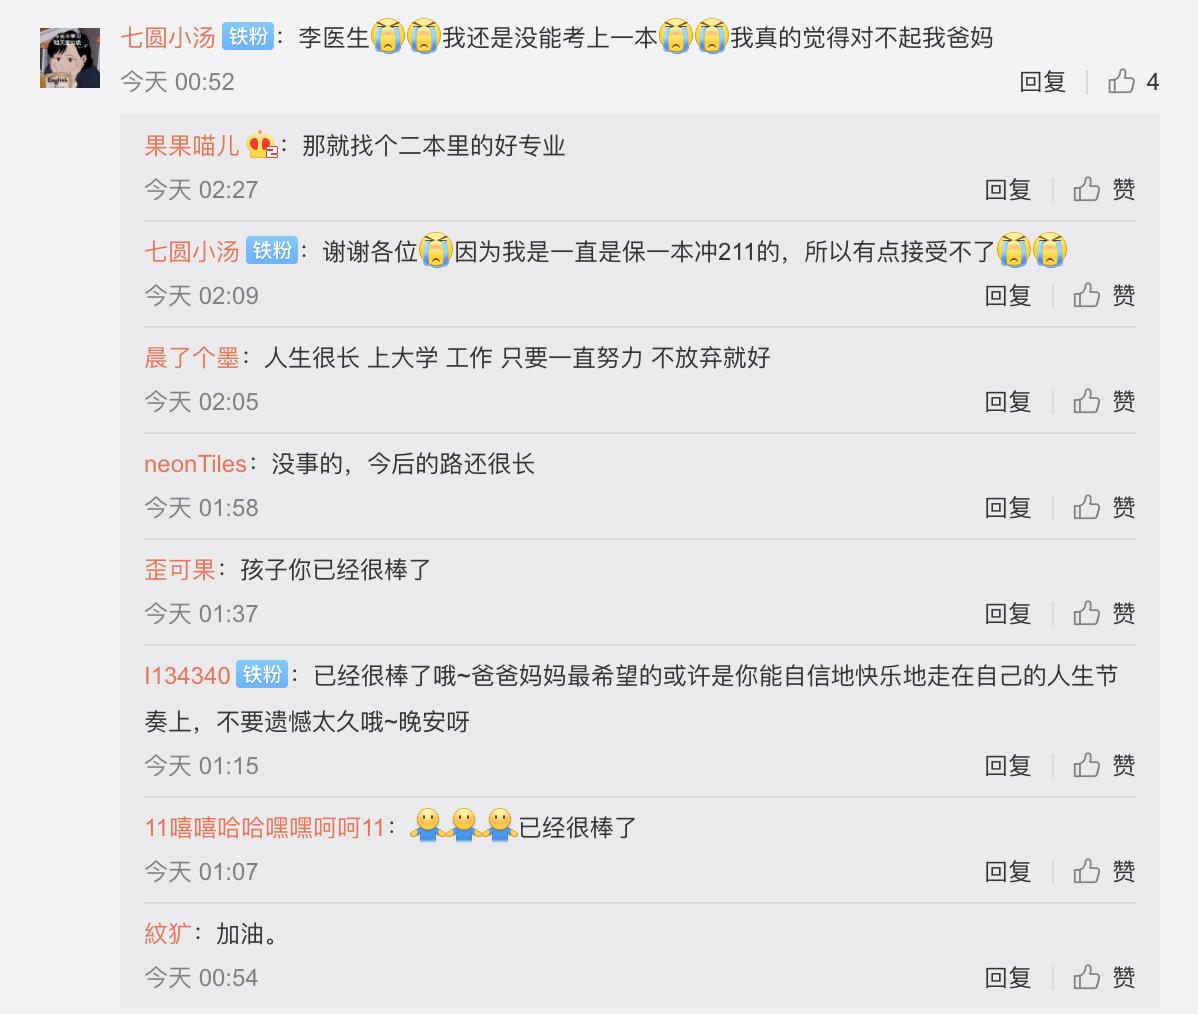 七圆小汤 铁粉：李医生我还是没能考上一本我真的觉得对不起我爸妈
今天 00:52
回复 4
果果喵儿：那就找个二本里的好专业
今天 02:27
回复 赞
七圆小汤 铁粉：谢谢各位因为我是一直是保一本冲211的，所以有点接受不了
今天 02:09
回复 赞
晨了个墨：人生很长 上大学 工作 只要一直努力 不放弃就好
今天 02:05
回复 赞
neonTiles：没事的，今后的路还很长
今天 01:58
回复 赞
歪可果：孩子你已经很棒了
今天 01:37
回复 赞
l134340 铁粉：已经很棒了哦~爸爸妈妈最希望的或许是你能自信地快乐地走在自己的人生节
奏上，不要遗憾太久哦~晚安呀
今天 01:15
回复 赞
11嘻嘻哈哈嘿嘿呵呵11：已经很棒了
今天 01:07
回复 赞
紋犷：加油。
今天 00:54
回复 赞